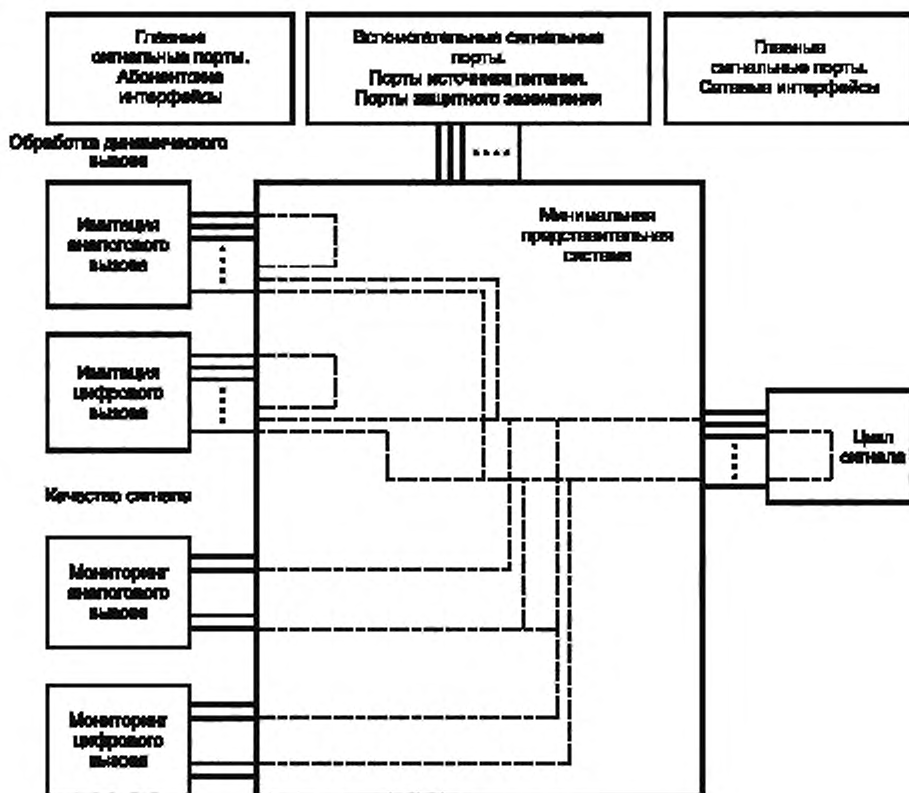 Главные
сигнальные порты.
Абонентские
интерфейсы
Вспомогательные сигнальные
порты.
Порты источника питания.
Порты защитного заземления
Главные
сигнальные порты.
Сетевые интерфейсы
Обработка динамического
вызова
Имитация
аналогового
вызова
Минимальная
представительная
система
Имитация
цифрового
вызова
Цикл
сигнала
Качество сигнала
Мониторинг
аналогового
вызова
Мониторинг
цифрового
вызова